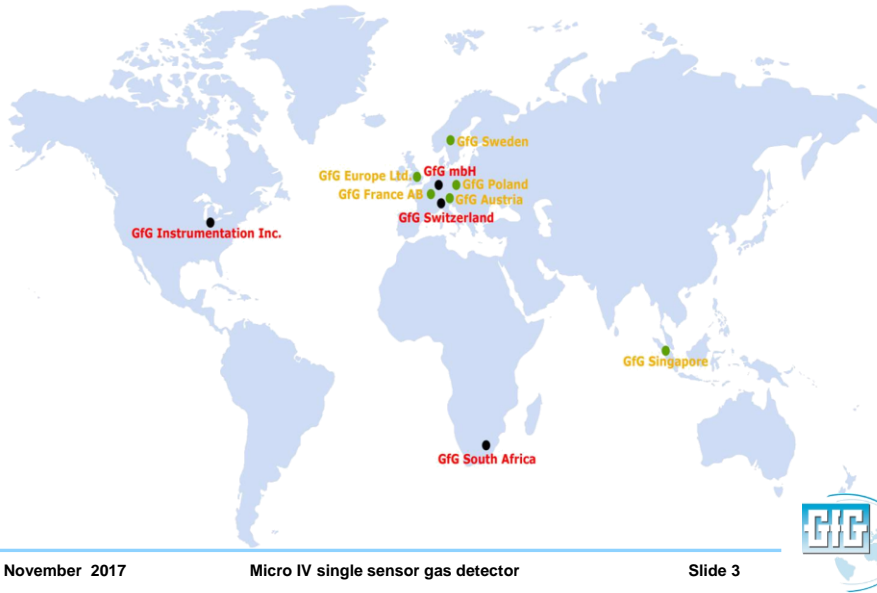 GfG Sweden
GfG Europe Ltd.
GfG mbH
GfG Poland
GfG France AB
GfG Austria
GfG Switzerland
GfG Instrumentation Inc.
GfG Singapore
GfG South Africa
GfG
November 2017
Micro IV single sensor gas detector
Slide 3